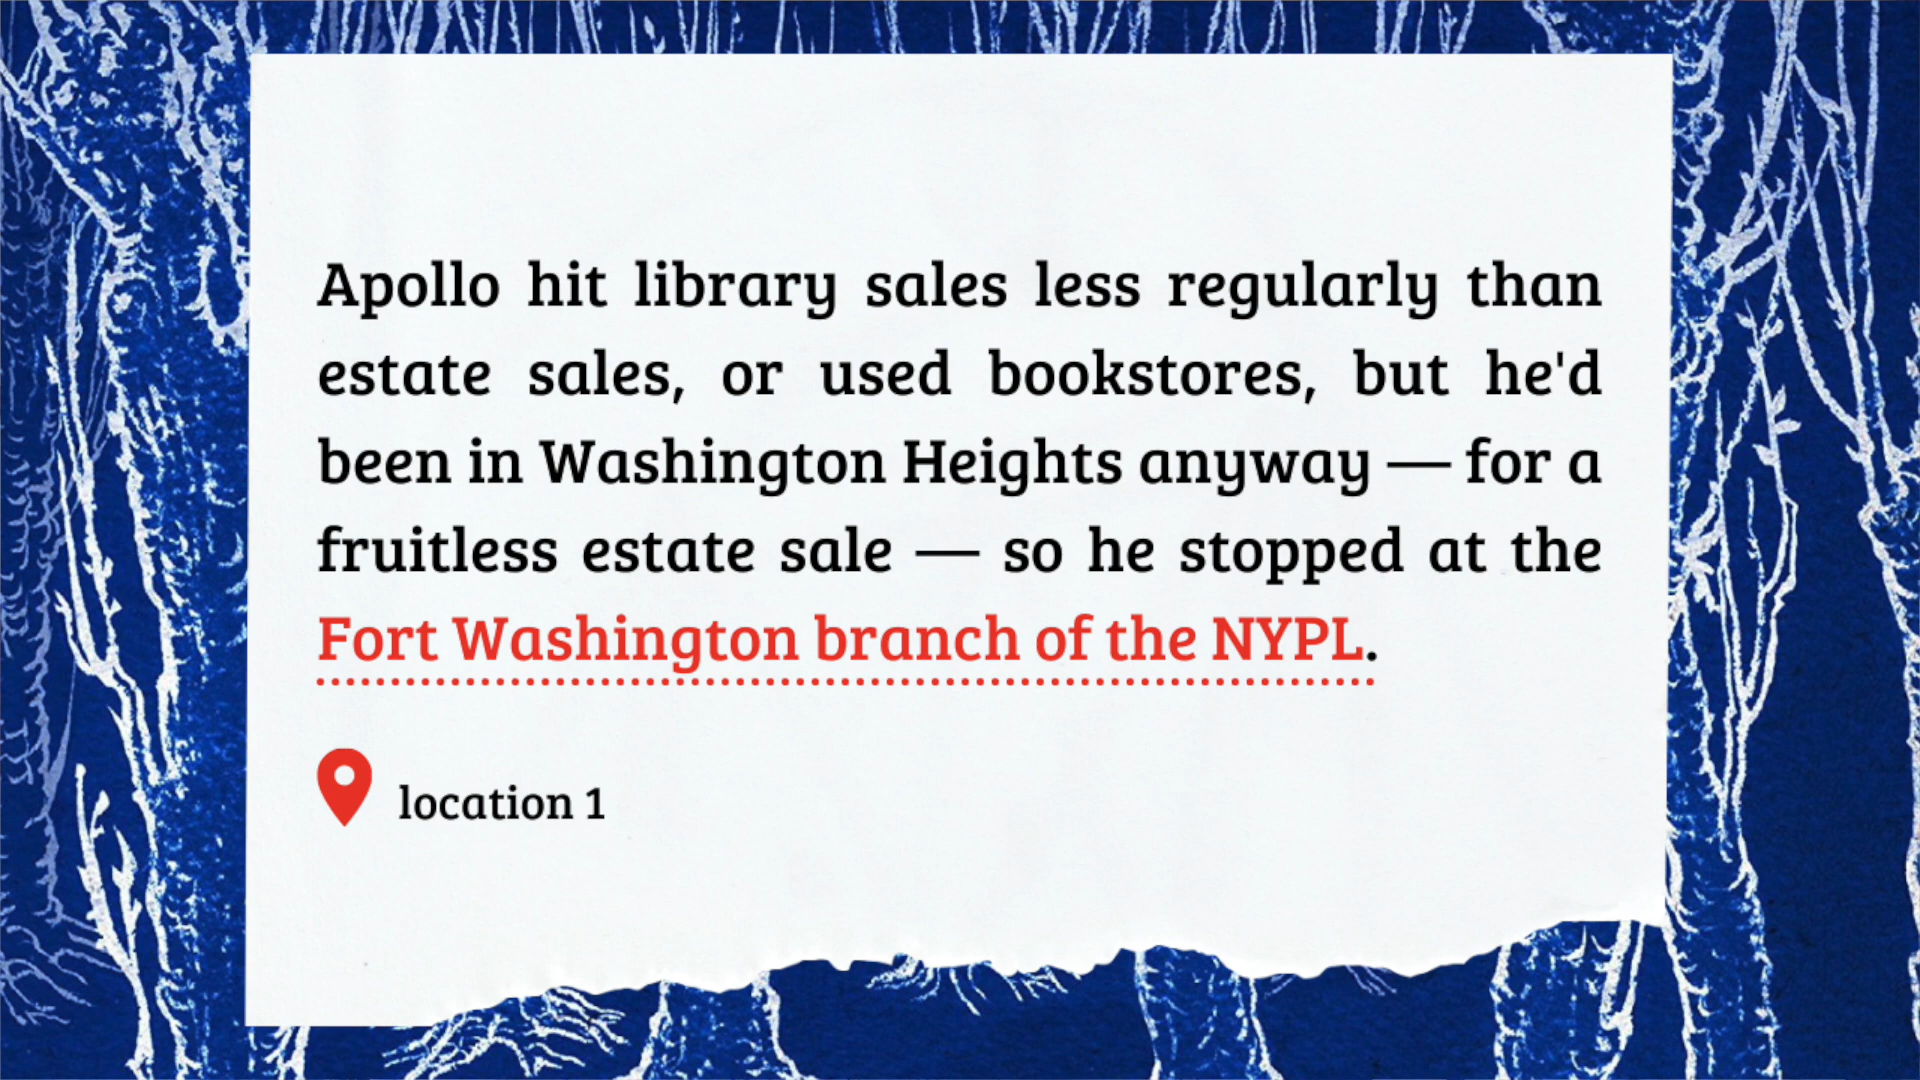 Apollo hit library sales less regularly than
estate sales, or used bookstores, but he'd
been in Washington Heights anyway — for a
fruitless estate sale — so he stopped at the
Fort Washington branch of the NYPL.
location 1